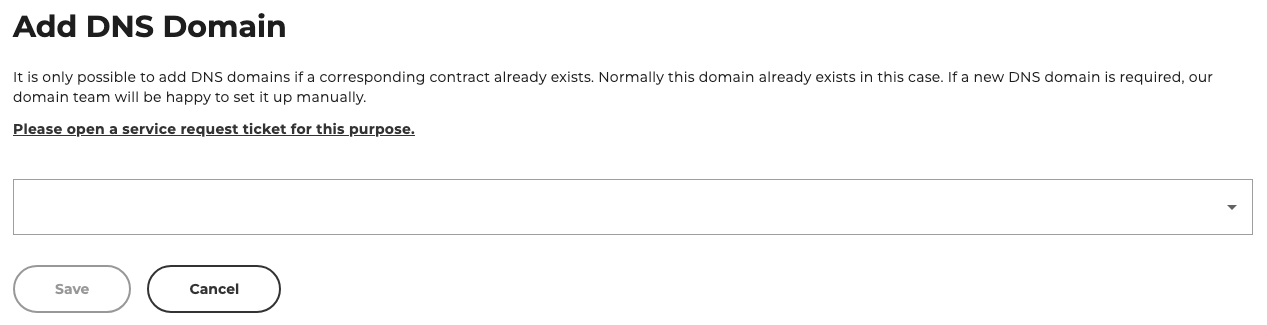 Add DNS Domain
It is only possible to add DNS domains if a corresponding contract already exists. Normally this domain already exists in this case. If a new DNS domain is required, our
domain team will be happy to set it up manually.
Please open a service request ticket for this purpose.
Save
Cancel